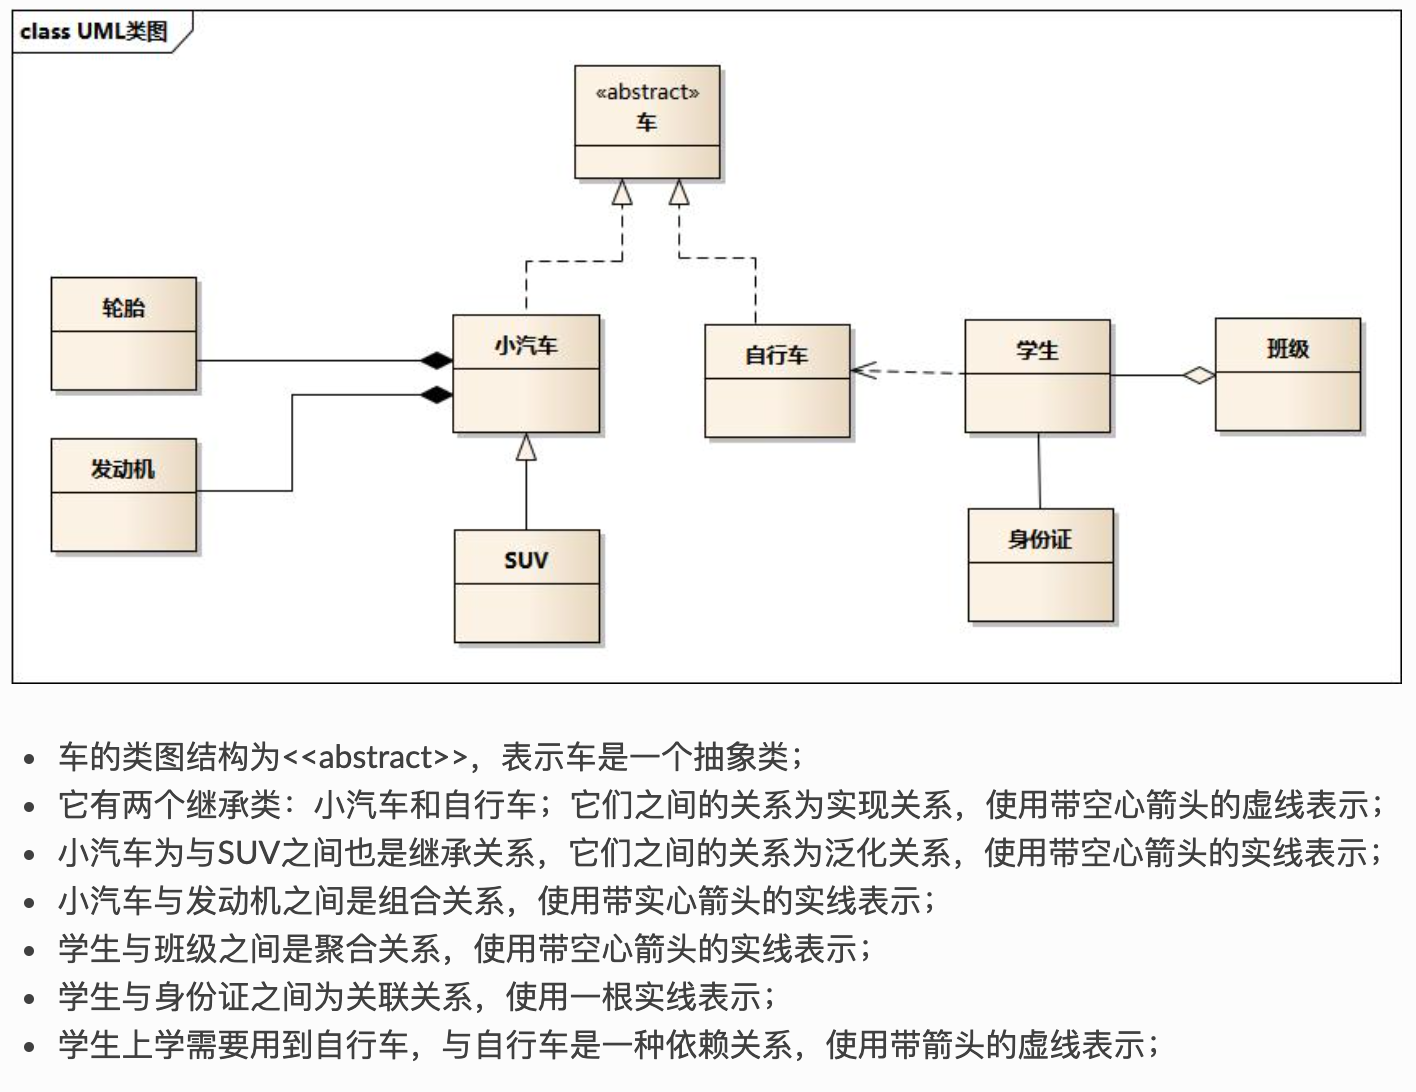 class UML类图
«abstract»
车
轮胎
小汽车
自行车
学生
班级
发动机
SUV
身份证
• 车的类图结构为<<abstract>>，表示车是一个抽象类；
• 它有两个继承类：小汽车和自行车；它们之间的关系为实现关系，使用带空心箭头的虚线表示；
• 小汽车为与SUV之间也是继承关系，它们之间的关系为泛化关系，使用带空心箭头的实线表示；
• 小汽车与发动机之间是组合关系，使用带实心箭头的实线表示；
• 学生与班级之间是聚合关系，使用带空心箭头的实线表示；
• 学生与身份证之间为关联关系，使用一根实线表示；
• 学生上学需要用到自行车，与自行车是一种依赖关系，使用带箭头的虚线表示；